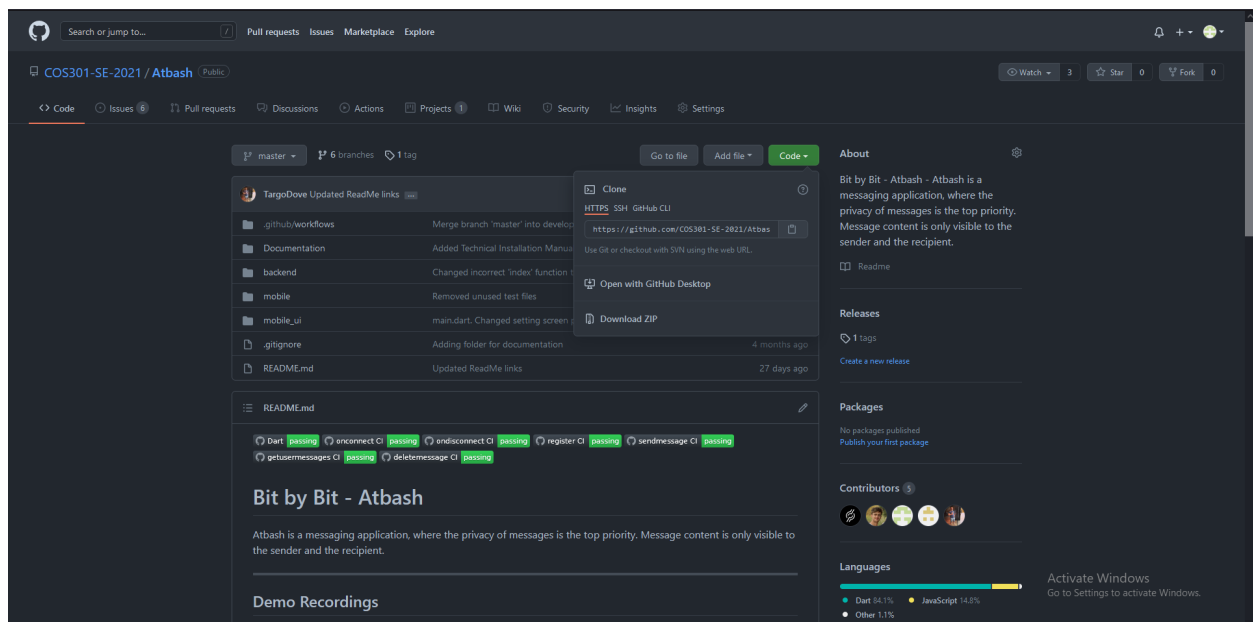 Search or jump to... /
Pull requests Issues Marketplace Explore
COS301-SE-2021 / Atbash Public
Watch 3 Star 0 Fork 0
Code Issues 6 Pull requests Discussions Actions Projects 1 Wiki Security Insights Settings
master 6 branches 1 tag
Go to file Add file Code
TargoDove Updated ReadMe links ...
.github/workflows Merge branch 'master' into develop
Documentation Added Technical Installation Manua
backend Changed incorrect 'index' function t
mobile Removed unused test files
mobile_ui main.dart. Changed setting screen
.gitignore Adding folder for documentation 4 months ago
README.md Updated ReadMe links 27 days ago
Clone
HTTPS SSH GitHub CLI
https://github.com/COS301-SE-2021/Atbas
Use Git or checkout with SVN using the web URL.
Open with GitHub Desktop
Download ZIP
README.md
Dart passing onconnect CI passing ondisconnect CI passing register CI passing sendmessage CI passing
getusermessages CI passing deletemessage CI passing
Bit by Bit - Atbash
Atbash is a messaging application, where the privacy of messages is the top priority. Message content is only visible to
the sender and the recipient.
Demo Recordings
About
Bit by Bit - Atbash - Atbash is a
messaging application, where the
privacy of messages is the top priority.
Message content is only visible to the
sender and the recipient.
Readme
Releases
1 tags
Create a new release
Packages
No packages published
Publish your first package
Contributors 5
Languages
Dart 84.1% JavaScript 14.8%
Other 1.1%
Activate Windows
Go to Settings to activate Windows.